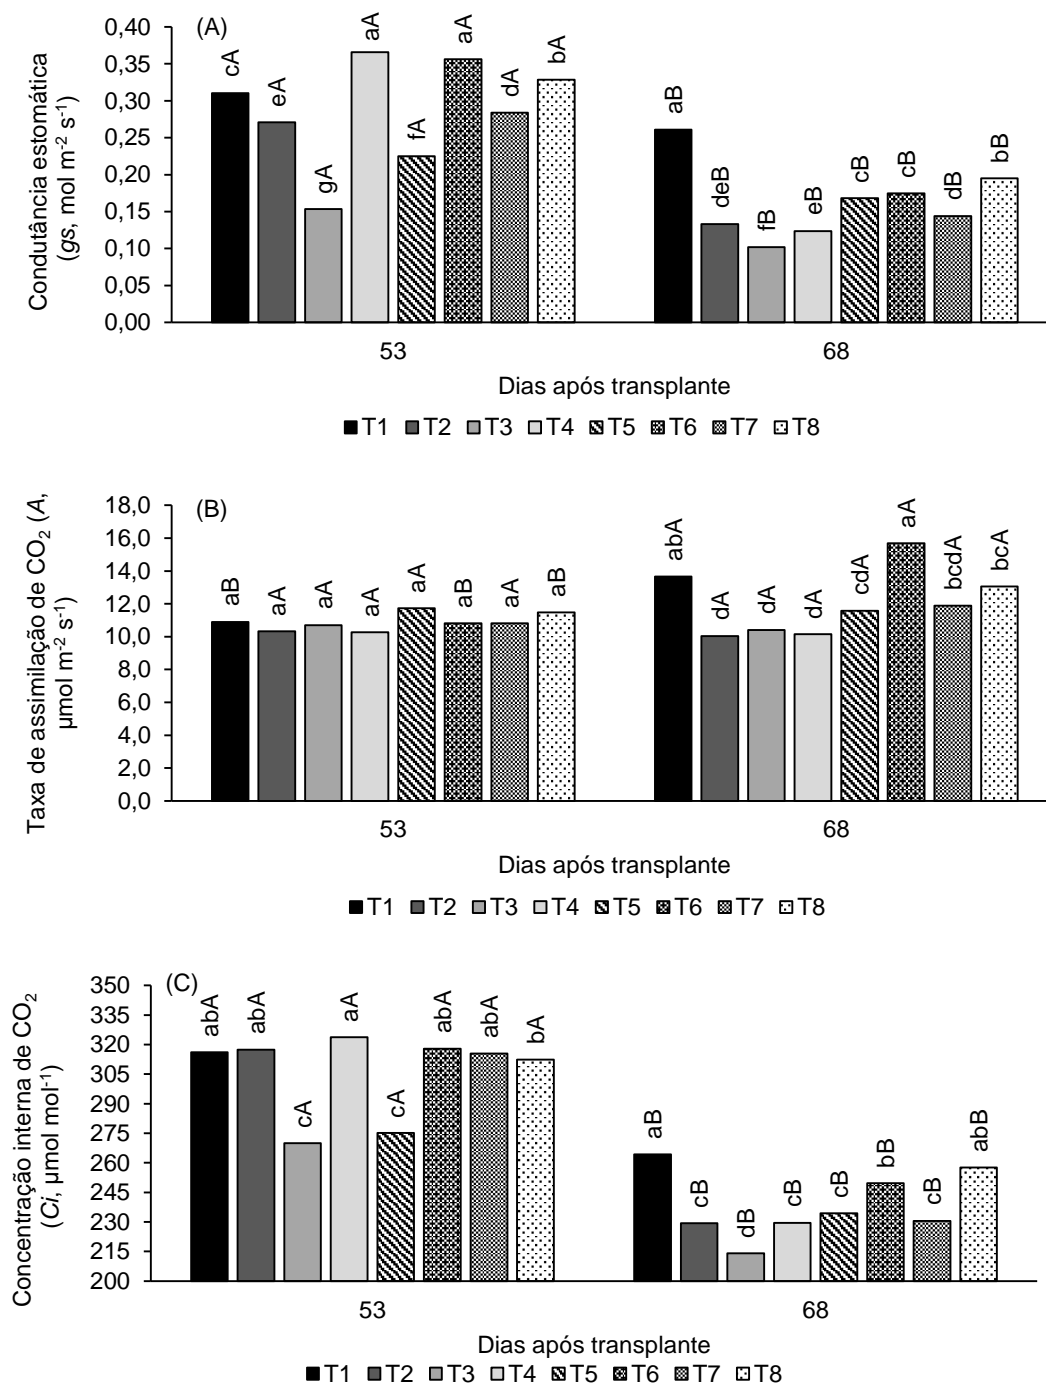 (A)
Condutância estomática
(gs, mol m⁻² s⁻¹)
0,40
0,35
0,30
0,25
0,20
0,15
0,10
0,05
0,00
cA eA gA aA fA aA dA bA
aB deB fB eB cB cB dB bB
53 68
Dias após transplante
T1 T2 T3 T4 T5 T6 T7 T8
(B)
Taxa de assimilação de CO₂ (A,
µmol m⁻² s⁻¹)
18,0
16,0
14,0
12,0
10,0
8,0
6,0
4,0
2,0
0,0
aB aA aA aA aA aB aA aB
abA dA dA dA cdA aA bcdA bcA
53 68
Dias após transplante
T1 T2 T3 T4 T5 T6 T7 T8
(C)
Concentração interna de CO₂
(Ci, µmol mol⁻¹)
350
335
320
305
290
275
260
245
230
215
200
abA abA cA aA cA abA abA bA
aB cB dB cB cB bB cB abB
53 68
Dias após transplante
T1 T2 T3 T4 T5 T6 T7 T8